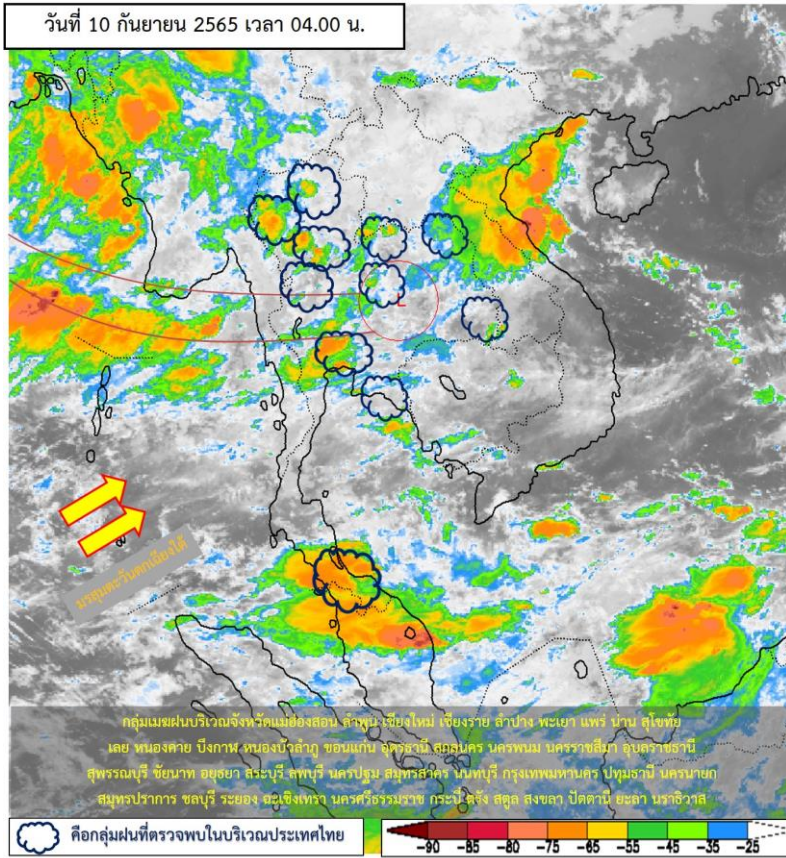 วันที่ 10 กันยายน 2565 เวลา 04.00 น.
L
มรสุมตะวันตกเฉียงใต้
กลุ่มเมฆฝนบริเวณจังหวัดแม่ฮ่องสอน ลำพูน เชียงใหม่ เชียงราย ลำปาง พะเยา แพร่ น่าน สุโขทัย
เลย หนองคาย บึงกาฬ หนองบัวลำภู ขอนแก่น อุดรธานี สกลนคร นครพนม นครราชสีมา อุบลราชธานี
สุพรรณบุรี ชัยนาท อยุธยา สระบุรี ลพบุรี นครปฐม สมุทรสาคร นนทบุรี กรุงเทพมหานคร ปทุมธานี นครนายก
สมุทรปราการ ชลบุรี ระยอง ฉะเชิงเทรา นครศรีธรรมราช กระบี่ ตรัง สตูล สงขลา ปัตตานี ยะลา นราธิวาส
คือกลุ่มฝนที่ตรวจพบในบริเวณประเทศไทย
-90 -85 -80 -75 -65 -55 -45 -35 -25